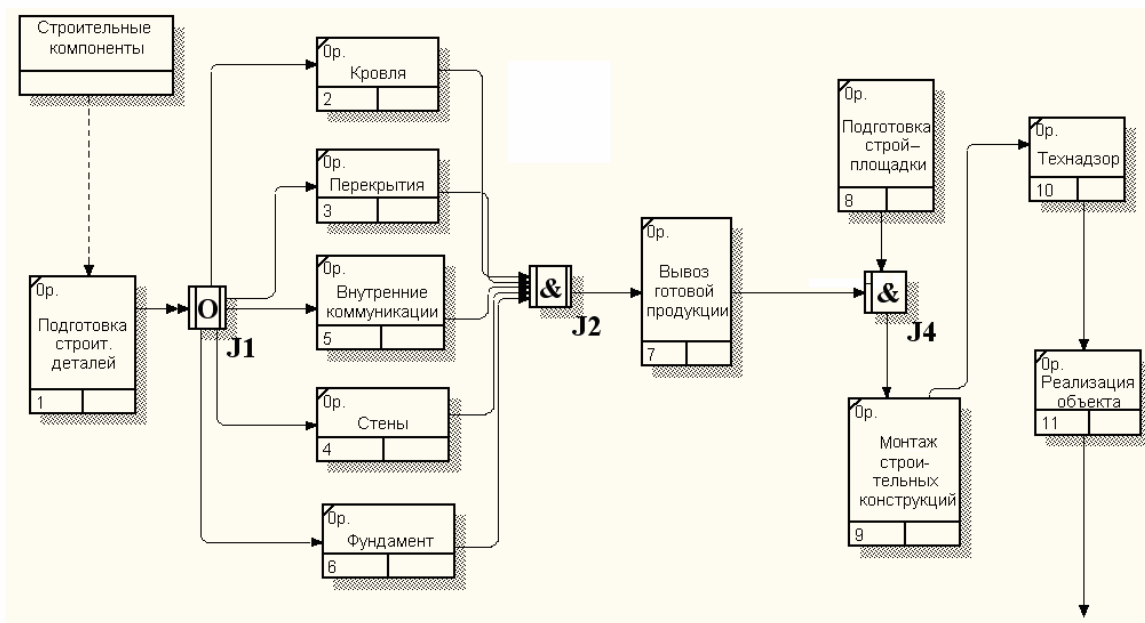 Строительные
компоненты
0р.
Подготовка
строит.
деталей
1
O
J1
0р.
Кровля
2
0р.
Перекрытия
3
0р.
Внутренние
коммуникации
5
0р.
Стены
4
0р.
Фундамент
6
&
J2
0р.
Вывоз
готовой
продукции
7
0р.
Подготовка
строй–
площадки
8
&
J4
0р.
Монтаж
строи-
тельных
конструкций
9
0р.
Технадзор
10
0р.
Реализация
объекта
11